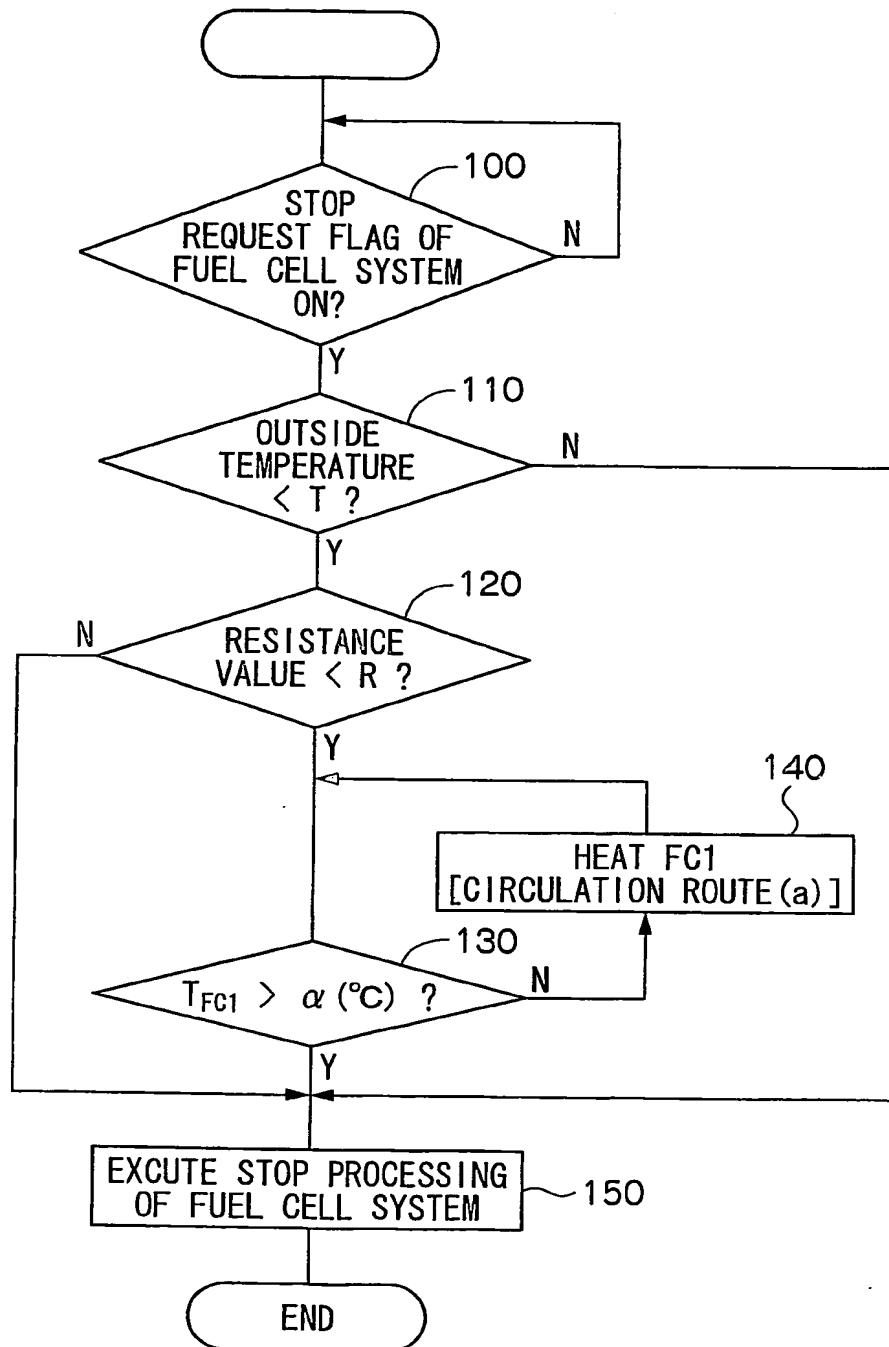 100
STOP
REQUEST FLAG OF
FUEL CELL SYSTEM
ON?
N
Y
110
OUTSIDE
TEMPERATURE
< T ?
N
Y
120
N
RESISTANCE
VALUE < R ?
Y
140
HEAT FC1
[CIRCULATION ROUTE(a)]
130
TFC1 > α (°C) ?
N
Y
EXCUTE STOP PROCESSING
OF FUEL CELL SYSTEM
150
END